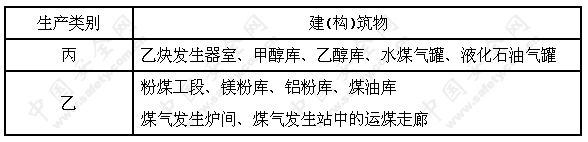 生产类别 建(构)筑物
丙 乙炔发生器室、甲醇库、乙醇库、水煤气罐、液化石油气罐
乙 粉煤工段、镁粉库、铝粉库、煤油库
煤气发生炉间、煤气发生站中的运煤走廊